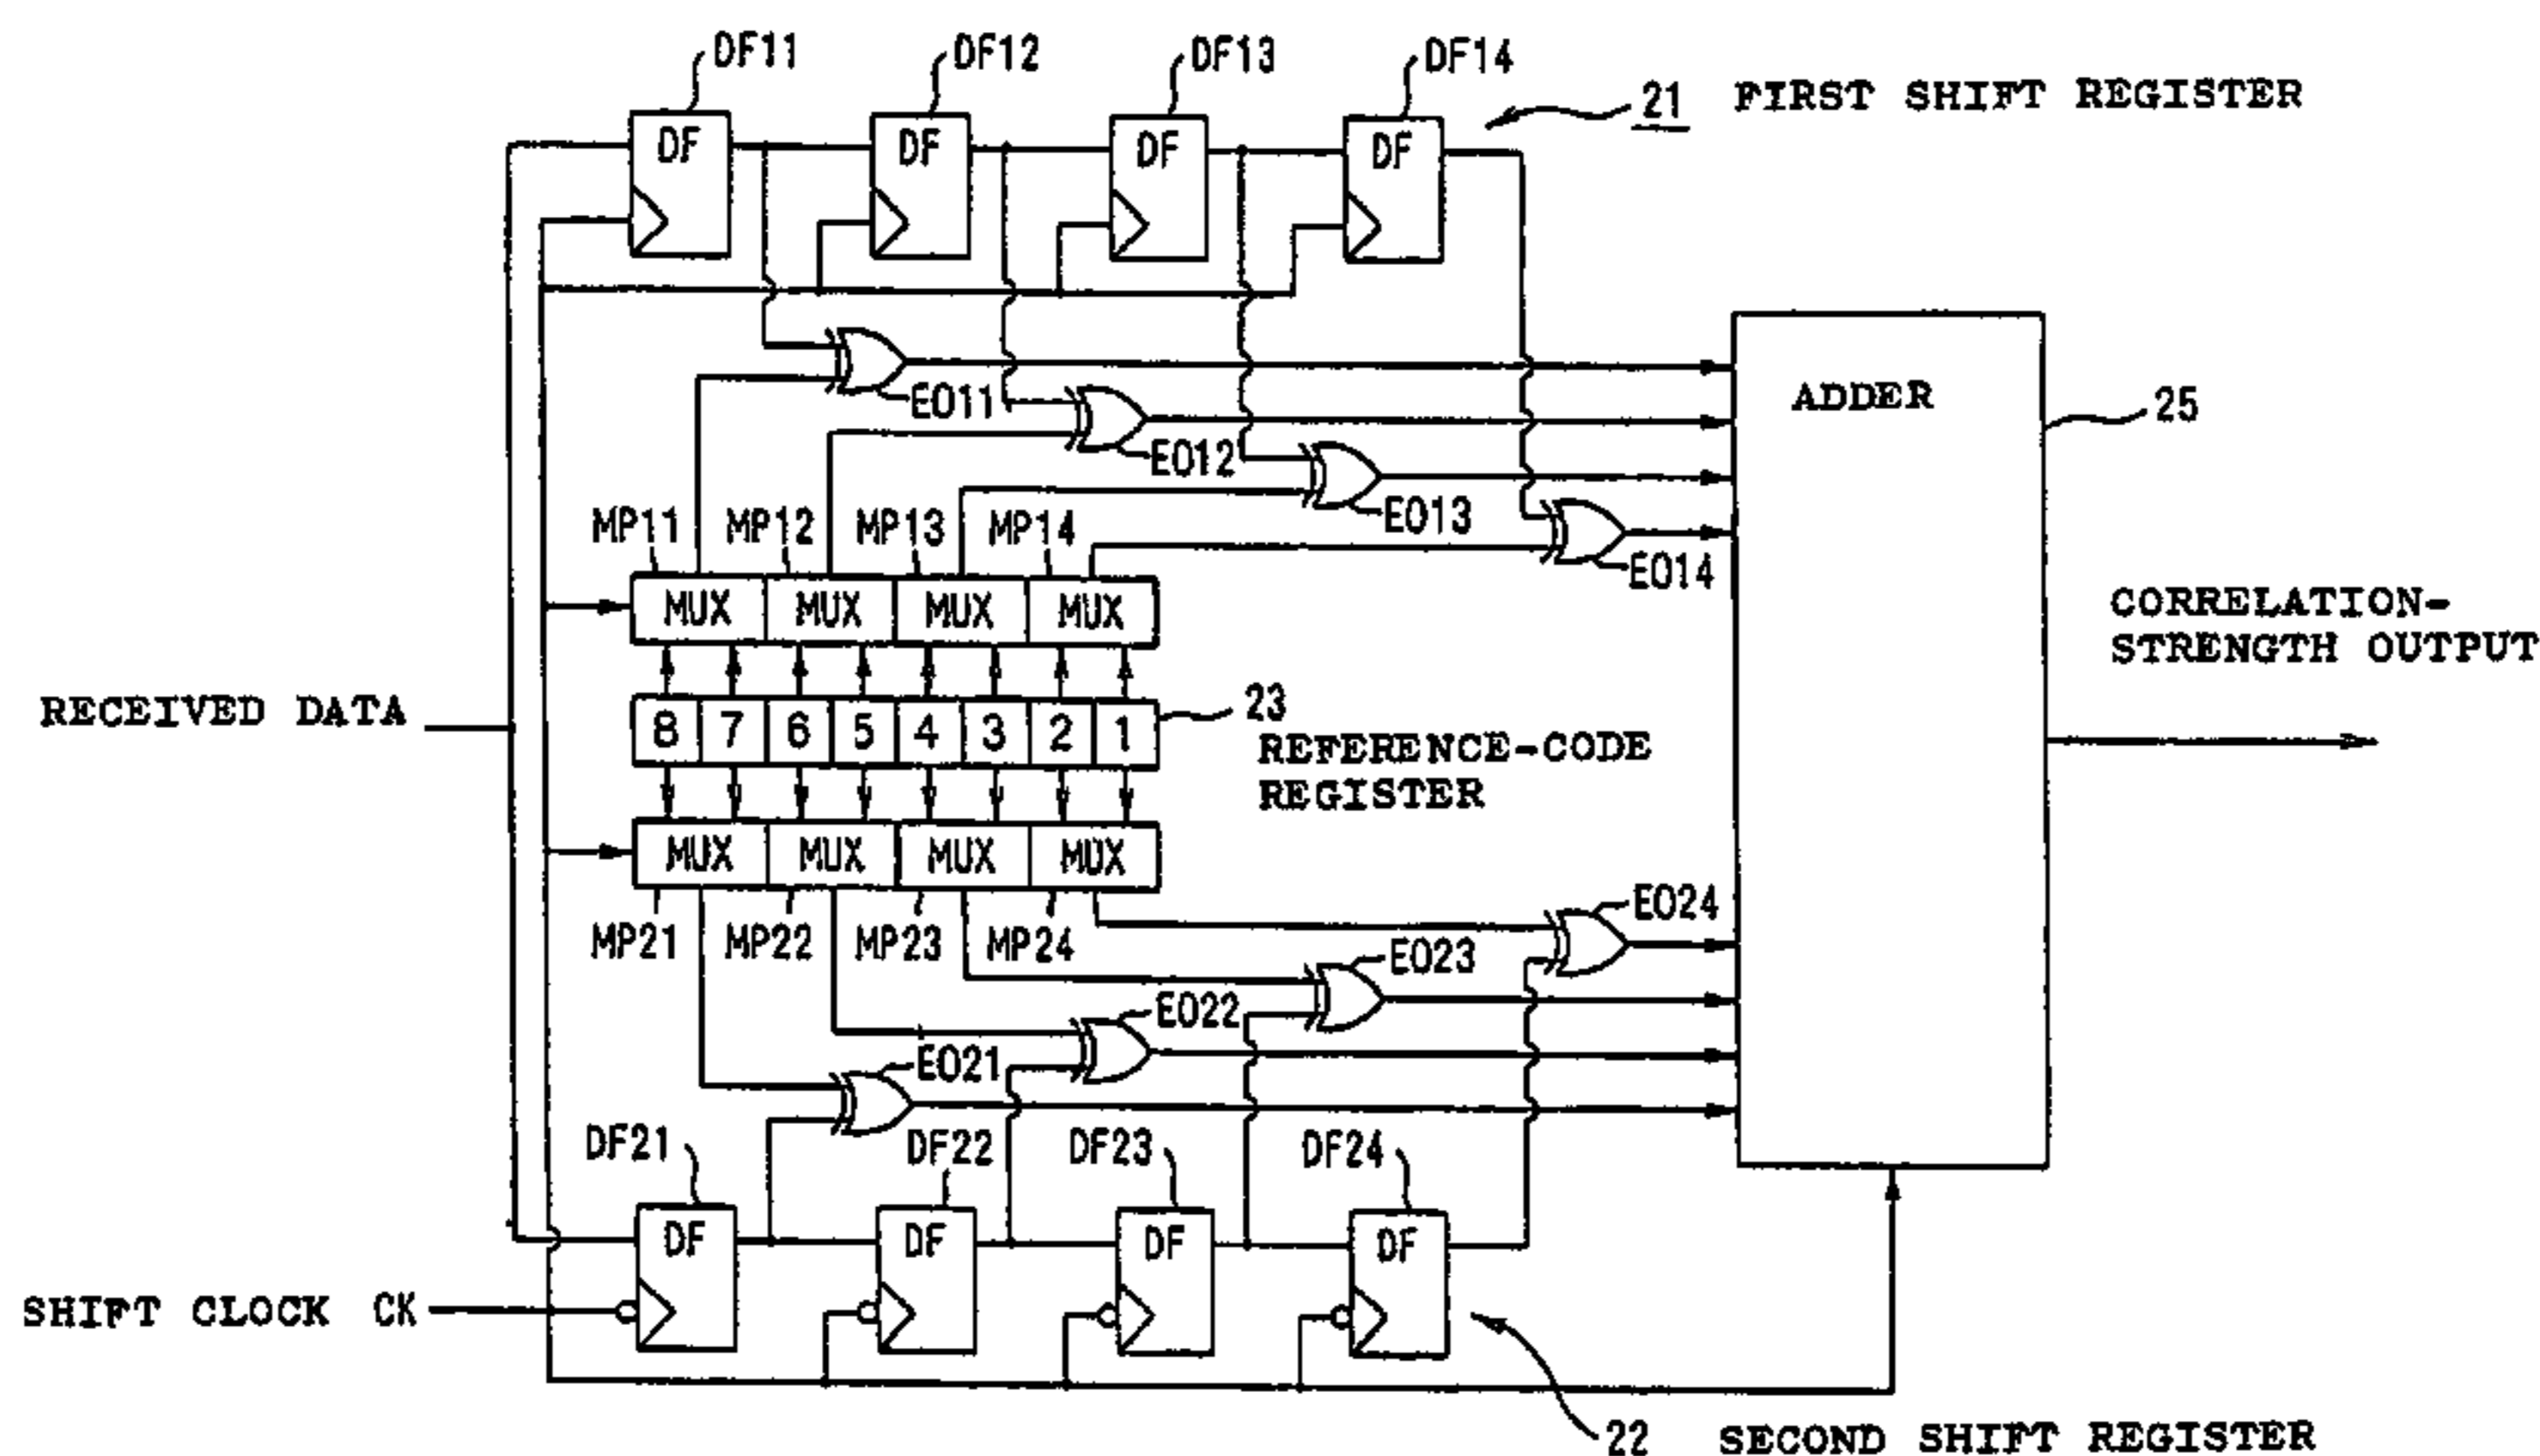 DF11 DF12 DF13 DF14
21 FIRST SHIFT REGISTER
DF DF DF DF
ADDER
25
EO11
EO12
EO13
EO14
MP11 MP12 MP13 MP14
MUX MUX MUX MUX
CORRELATION-
STRENGTH OUTPUT
RECEIVED DATA
8 7 6 5 4 3 2 1
23
REFERENCE-CODE
REGISTER
MUX MUX MUX MUX
MP21 MP22 MP23 MP24
EO24
EO23
EO22
EO21
DF21 DF22 DF23 DF24
DF DF DF DF
SHIFT CLOCK CK
22 SECOND SHIFT REGISTER